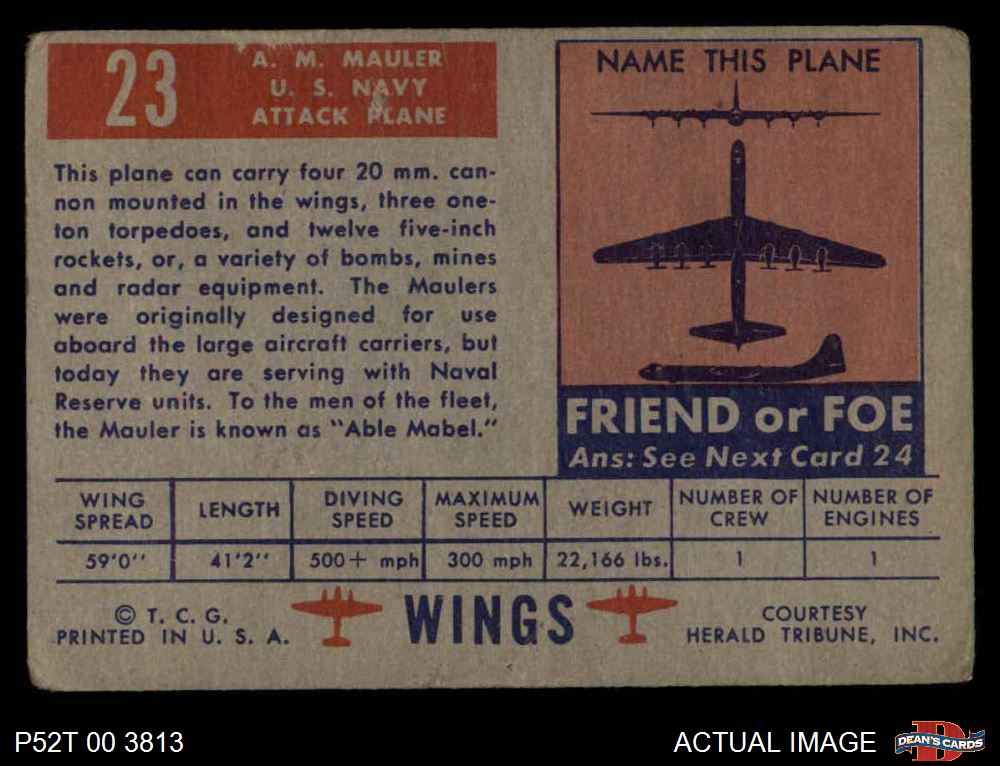 23
A. M. MAULER
U. S. NAVY
ATTACK PLANE
This plane can carry four 20 mm. can-
non mounted in the wings, three one-
ton torpedoes, and twelve five-inch
rockets, or, a variety of bombs, mines
and radar equipment. The Maulers
were originally designed for use
aboard the large aircraft carriers, but
today they are serving with Naval
Reserve units. To the men of the fleet,
the Mauler is known as "Able Mabel."
NAME THIS PLANE
FRIEND or FOE
Ans: See Next Card 24
WING SPREAD LENGTH DIVING SPEED MAXIMUM SPEED WEIGHT NUMBER OF CREW NUMBER OF ENGINES
59'0" 41'2" 500+ mph 300 mph 22,166 lbs. 1 1
© T. C. G.
PRINTED IN U. S. A.
WINGS
COURTESY
HERALD TRIBUNE, INC.
P52T 00 3813
ACTUAL IMAGE
DEAN'S CARDS